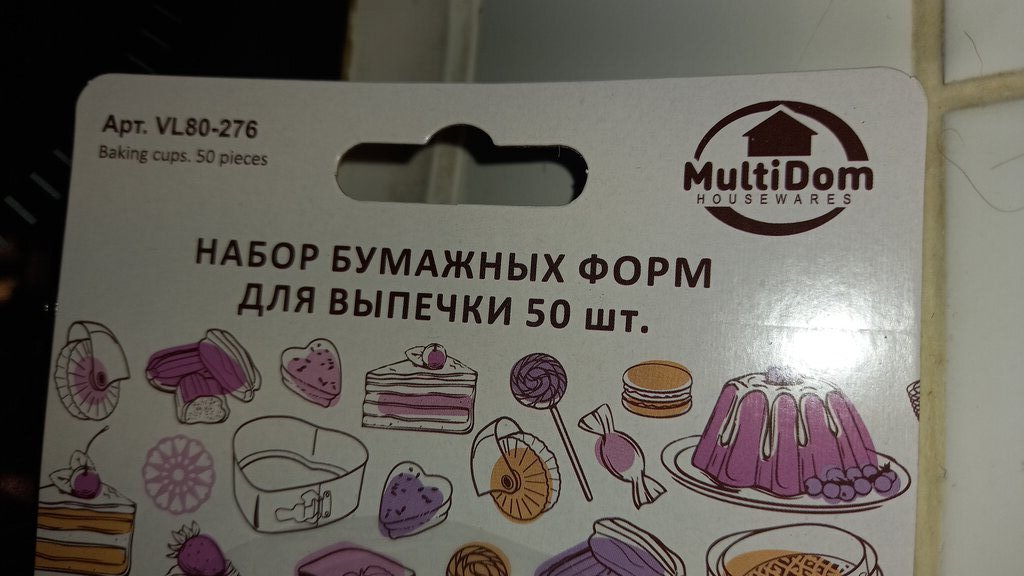 Арт. VL80-276
Baking cups. 50 pieces
MultiDom
HOUSEWARES
НАБОР БУМАЖНЫХ ФОРМ
ДЛЯ ВЫПЕЧКИ 50 шт.